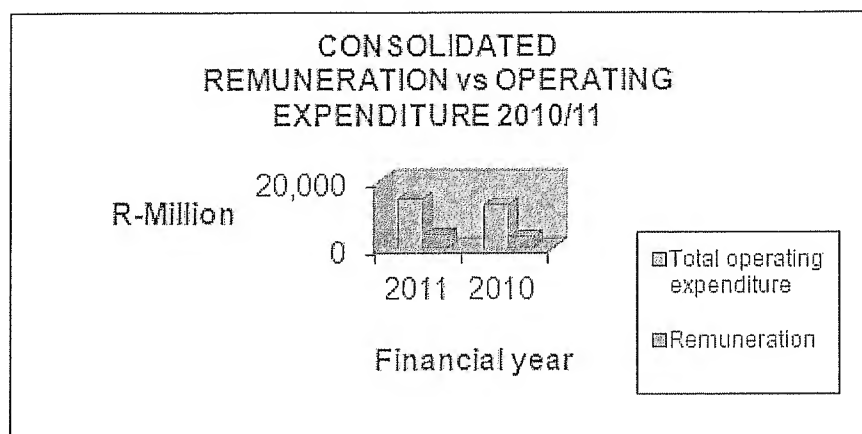 CONSOLIDATED
REMUNERATION vs OPERATING
EXPENDITURE 2010/11
20,000
R-Million
0
2011 2010
Financial year
Total operating
expenditure
Remuneration